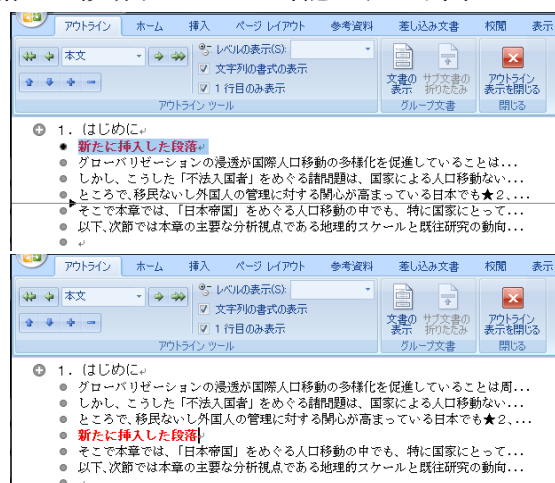 アウトライン ホーム 挿入 ページ レイアウト 参考資料 差し込み文書 校閲 表示
本文 レベルの表示(S):
文字列の書式の表示
1 行目のみ表示
文書の表示 サブ文書の折りたたみ アウトライン表示を閉じる
アウトライン ツール グループ文書 閉じる
1. はじめに↵
新たに挿入した段落↵
グローバリゼーションの浸透が国際人口移動の多様化を促進していることは...
しかし、こうした「不法入国者」をめぐる諸問題は、国家による人口移動ない...
ところで、移民ないし外国人の管理に対する関心が高まっている日本でも★2、...
そこで本章では、「日本帝国」をめぐる人口移動の中でも、特に国家にとって...
以下、次節では本章の主要な分析視点である地理的スケールと既往研究の動向...
↵
アウトライン ホーム 挿入 ページ レイアウト 参考資料 差し込み文書 校閲 表示
本文 レベルの表示(S):
文字列の書式の表示
1 行目のみ表示
文書の表示 サブ文書の折りたたみ アウトライン表示を閉じる
アウトライン ツール グループ文書 閉じる
1. はじめに↵
グローバリゼーションの浸透が国際人口移動の多様化を促進していることは周...
しかし、こうした「不法入国者」をめぐる諸問題は、国家による人口移動ない...
ところで、移民ないし外国人の管理に対する関心が高まっている日本でも★2、...
新たに挿入した段落↵
そこで本章では、「日本帝国」をめぐる人口移動の中でも、特に国家にとって...
以下、次節では本章の主要な分析視点である地理的スケールと既往研究の動向...